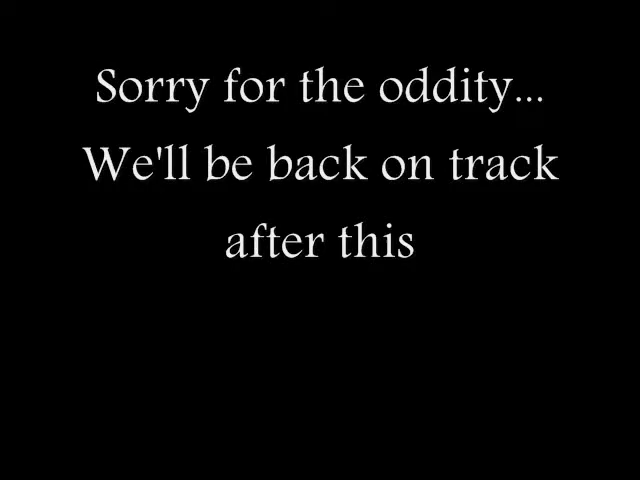 Sorry for the oddity...
We'll be back on track
after this